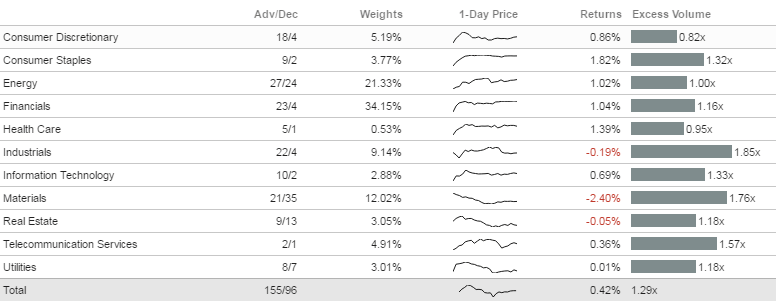 Adv/Dec Weights 1-Day Price Returns Excess Volume
Consumer Discretionary 18/4 5.19% 0.86% 0.82x
Consumer Staples 9/2 3.77% 1.82% 1.32x
Energy 27/24 21.33% 1.02% 1.00x
Financials 23/4 34.15% 1.04% 1.16x
Health Care 5/1 0.53% 1.39% 0.95x
Industrials 22/4 9.14% -0.19% 1.85x
Information Technology 10/2 2.88% 0.69% 1.33x
Materials 21/35 12.02% -2.40% 1.76x
Real Estate 9/13 3.05% -0.05% 1.18x
Telecommunication Services 2/1 4.91% 0.36% 1.57x
Utilities 8/7 3.01% 0.01% 1.18x
Total 155/96 0.42% 1.29x